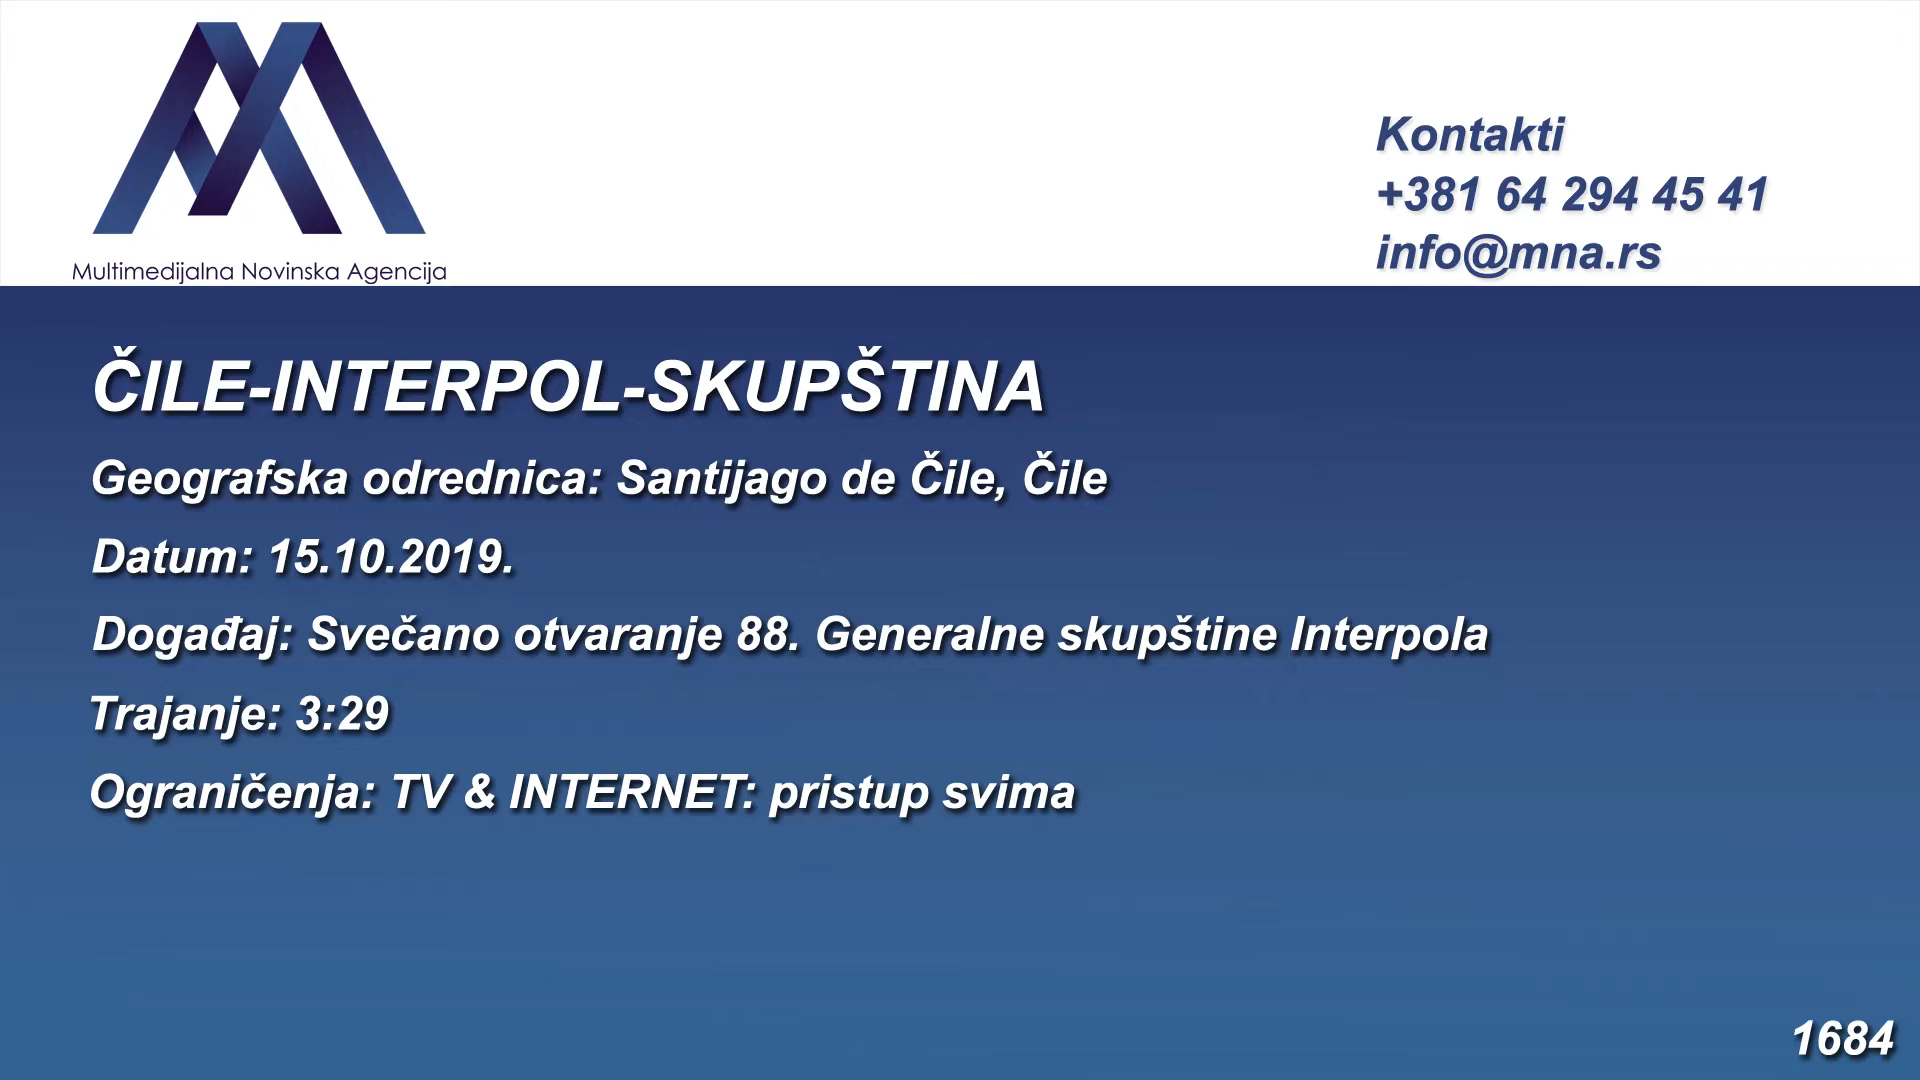 Multimedijalna Novinska Agencija
Kontakti
+381 64 294 45 41
info@mna.rs
ČILE-INTERPOL-SKUPŠTINA
Geografska odrednica: Santijago de Čile, Čile
Datum: 15.10.2019.
Događaj: Svečano otvaranje 88. Generalne skupštine Interpola
Trajanje: 3:29
Ograničenja: TV & INTERNET: pristup svima
1684